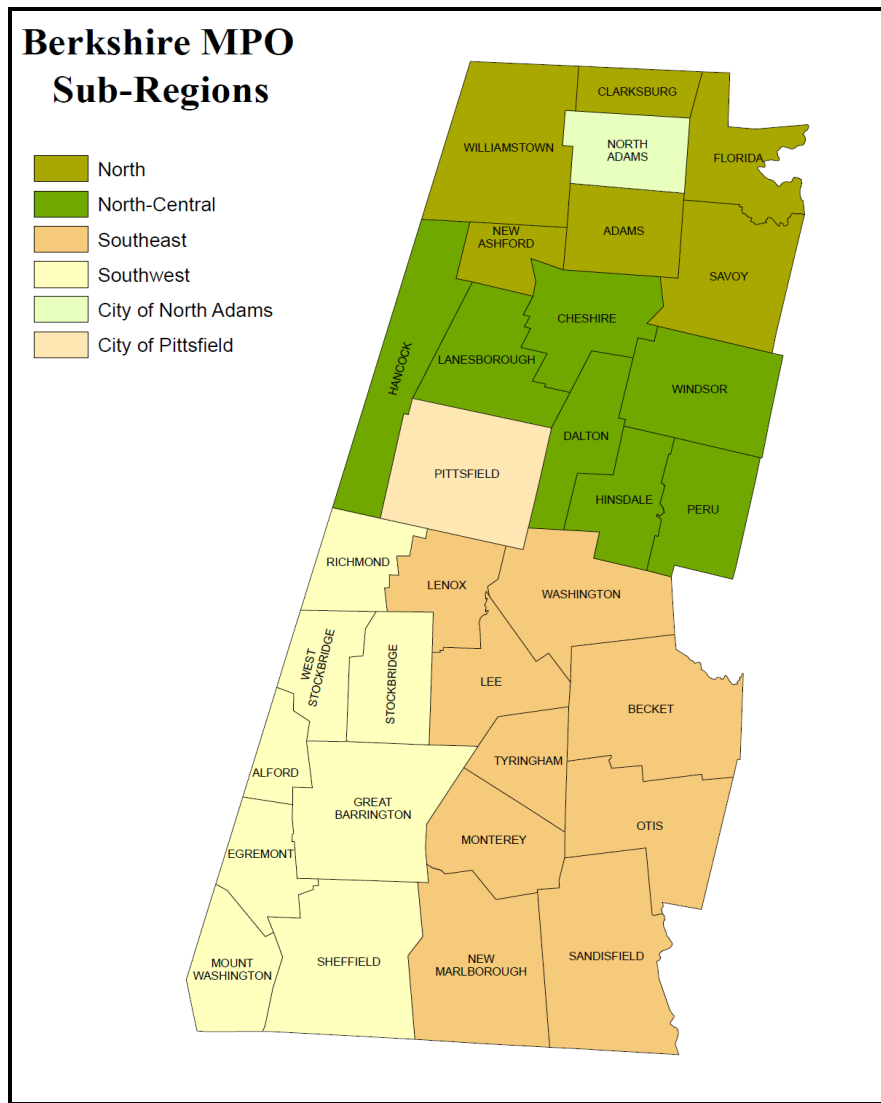 Berkshire MPO
Sub-Regions
North
North-Central
Southeast
Southwest
City of North Adams
City of Pittsfield
CLARKSBURG
WILLIAMSTOWN
NORTH
ADAMS
FLORIDA
NEW
ASHFORD
ADAMS
SAVOY
CHESHIRE
HANCOCK
LANESBOROUGH
WINDSOR
DALTON
PITTSFIELD
HINSDALE
PERU
RICHMOND
LENOX
WASHINGTON
WEST
STOCKBRIDGE
STOCKBRIDGE
LEE
BECKET
TYRINGHAM
ALFORD
GREAT
BARRINGTON
OTIS
MONTEREY
EGREMONT
MOUNT
WASHINGTON
SHEFFIELD
NEW
MARLBOROUGH
SANDISFIELD